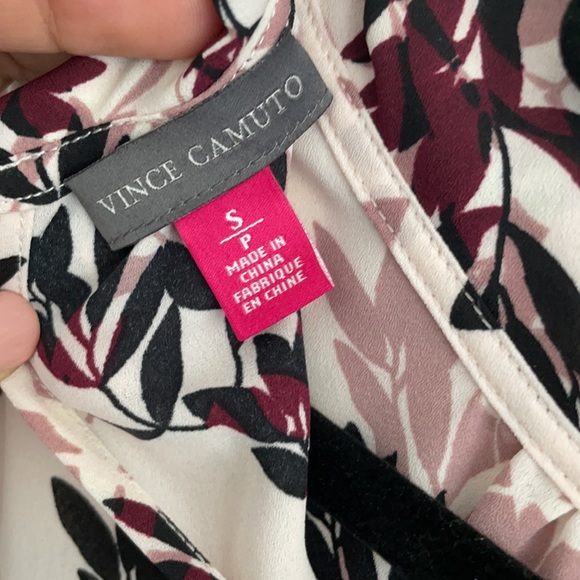 VINCE CAMUTO
S
P
MADE IN
CHINA
FABRIQUE
EN CHINE